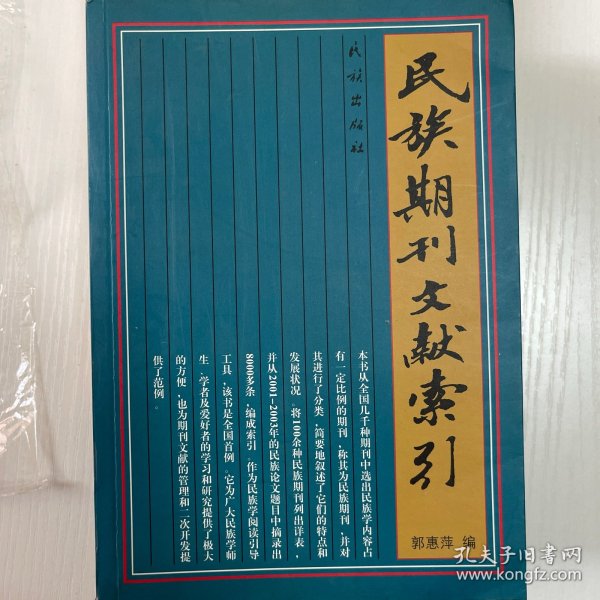 民族期刊文献索引
郭惠萍 编
民族出版社
本书从全国几千种期刊中选出民族学内容占
有一定比例的期刊,称其为民族期刊,并对
其进行了分类,简要地叙述了它们的特点和
发展状况。将100余种民族期刊列出详表,
并从2001-2003年的民族论文题目中摘录出
8000多条,编成索引。作为民族学阅读引导
工具,该书是全国首例。它为广大民族学师
生、学者及爱好者的学习和研究提供了极大
的方便,也为期刊文献的管理和二次开发提
供了范例。
孔夫子旧书网
www.kongfz.com